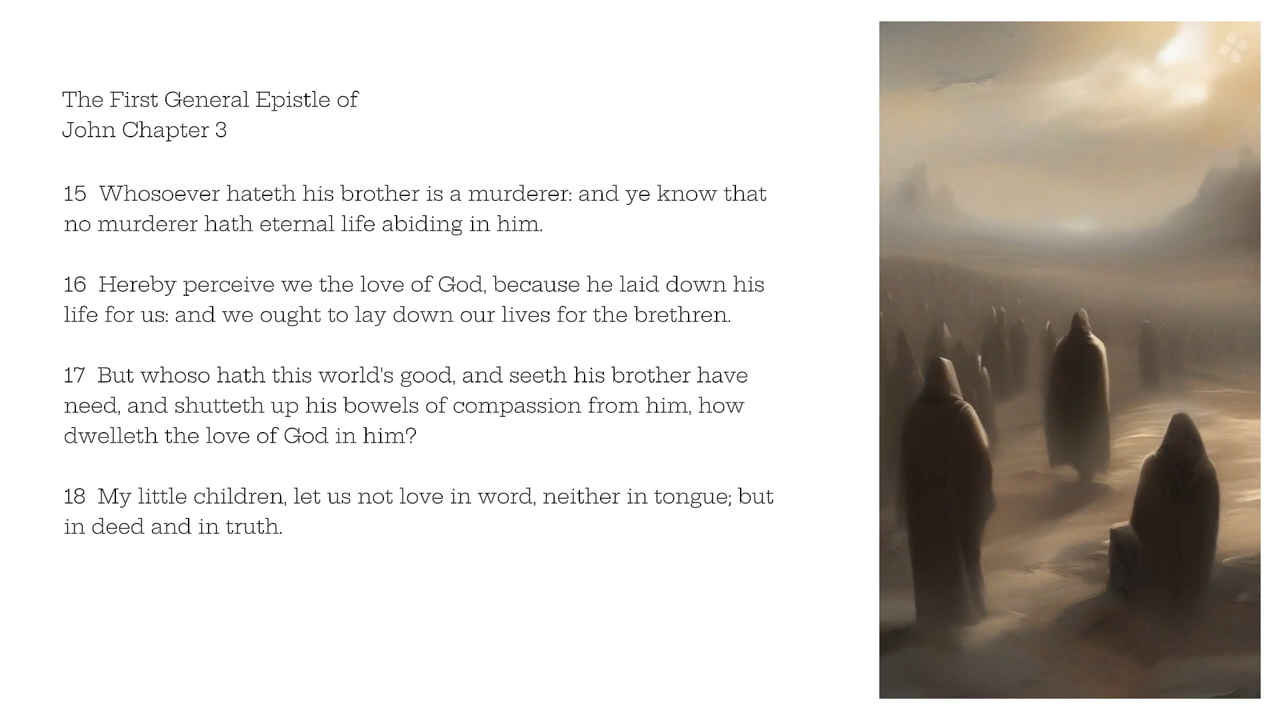 The First General Epistle of
John Chapter 3
15 Whosoever hateth his brother is a murderer: and ye know that
no murderer hath eternal life abiding in him.
16 Hereby perceive we the love of God, because he laid down his
life for us: and we ought to lay down our lives for the brethren.
17 But whoso hath this world's good, and seeth his brother have
need, and shutteth up his bowels of compassion from him, how
dwelleth the love of God in him?
18 My little children, let us not love in word, neither in tongue; but
in deed and in truth.